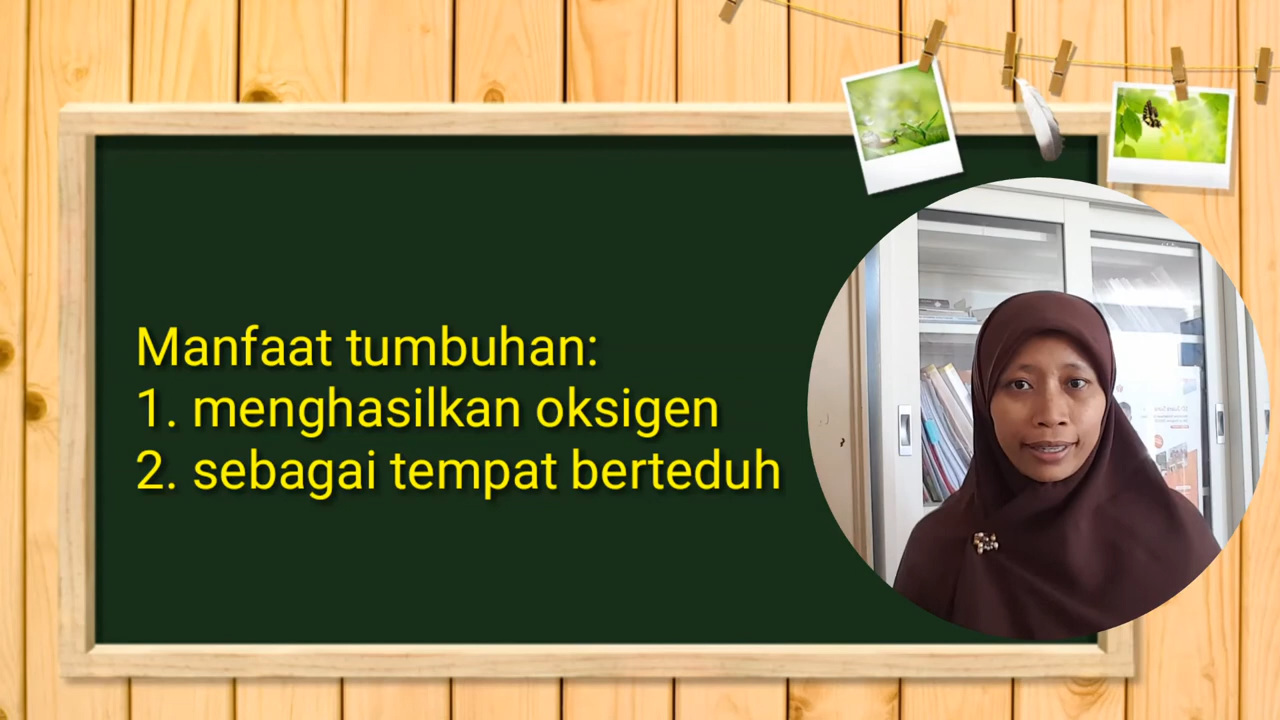 Manfaat tumbuhan:
1. menghasilkan oksigen
2. sebagai tempat berteduh